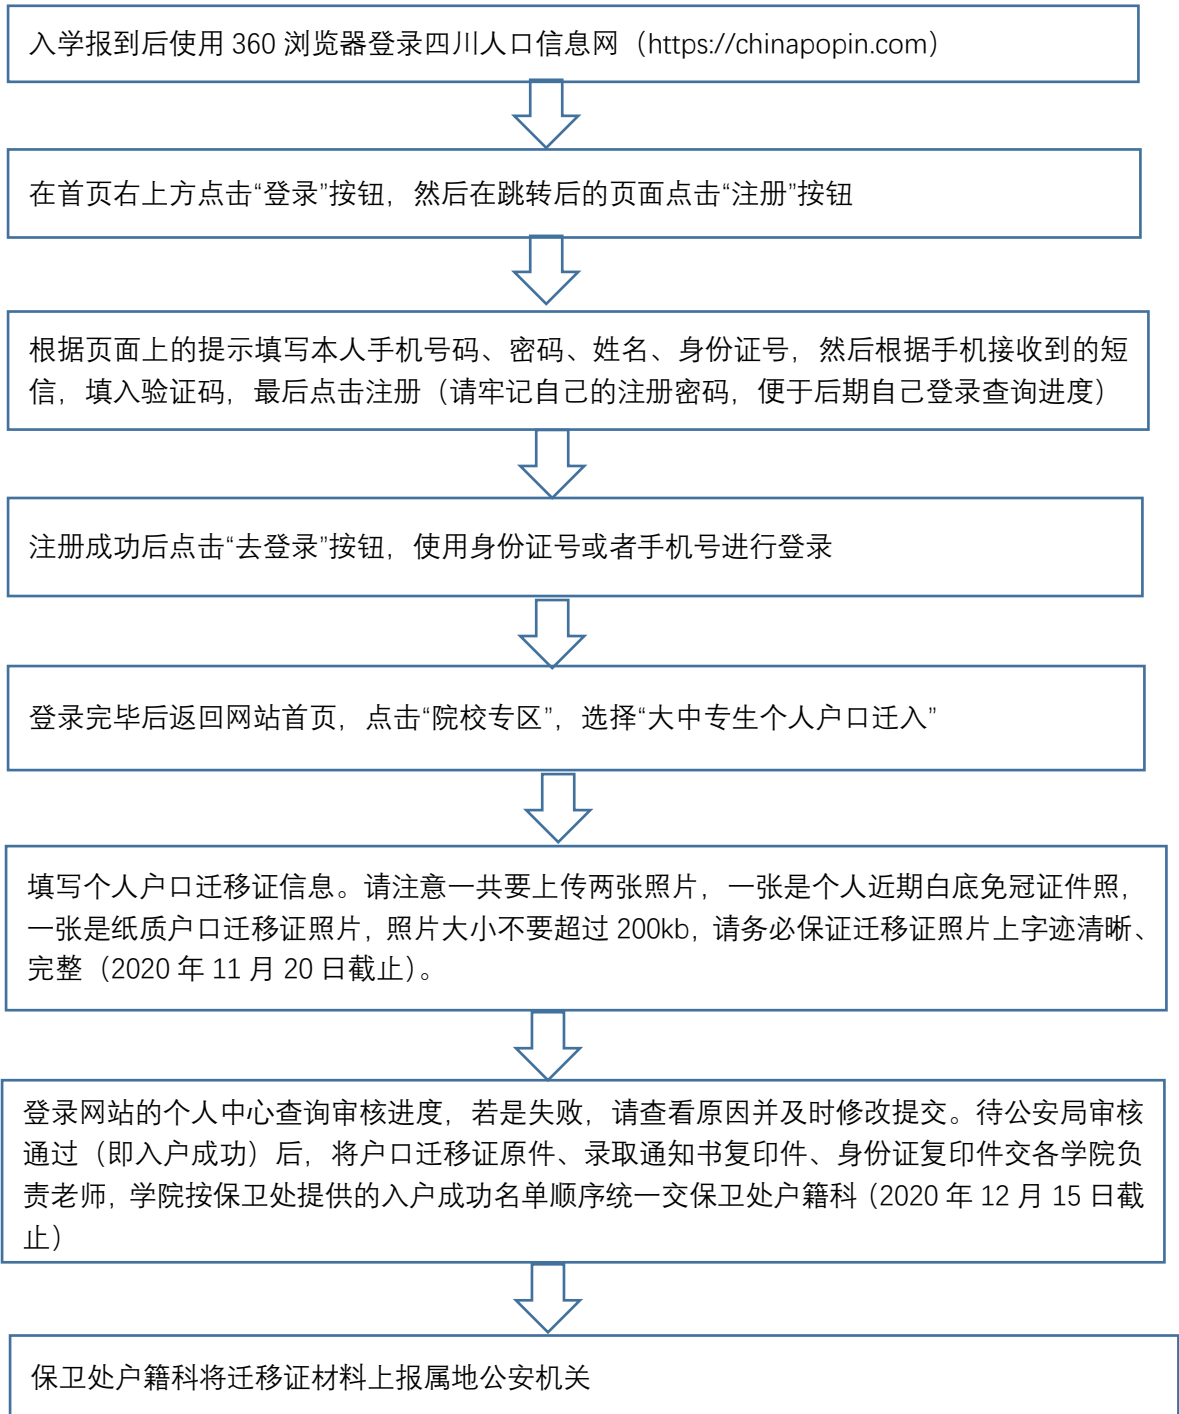 入学报到后使用 360 浏览器登录四川人口信息网（https://chinapopin.com）
在首页右上方点击“登录”按钮，然后在跳转后的页面点击“注册”按钮
根据页面上的提示填写本人手机号码、密码、姓名、身份证号，然后根据手机接收到的短
信，填入验证码，最后点击注册（请牢记自己的注册密码，便于后期自己登录查询进度）
注册成功后点击“去登录”按钮，使用身份证号或者手机号进行登录
登录完毕后返回网站首页，点击“院校专区”，选择“大中专生个人户口迁入”
填写个人户口迁移证信息。请注意一共要上传两张照片，一张是个人近期白底免冠证件照，
一张是纸质户口迁移证照片，照片大小不要超过 200kb，请务必保证迁移证照片上字迹清晰、
完整（2020 年 11 月 20 日截止）。
登录网站的个人中心查询审核进度，若是失败，请查看原因并及时修改提交。待公安局审核
通过（即入户成功）后，将户口迁移证原件、录取通知书复印件、身份证复印件交各学院负
责老师，学院按保卫处提供的入户成功名单顺序统一交保卫处户籍科（2020 年 12 月 15 日截
止）
保卫处户籍科将迁移证材料上报属地公安机关